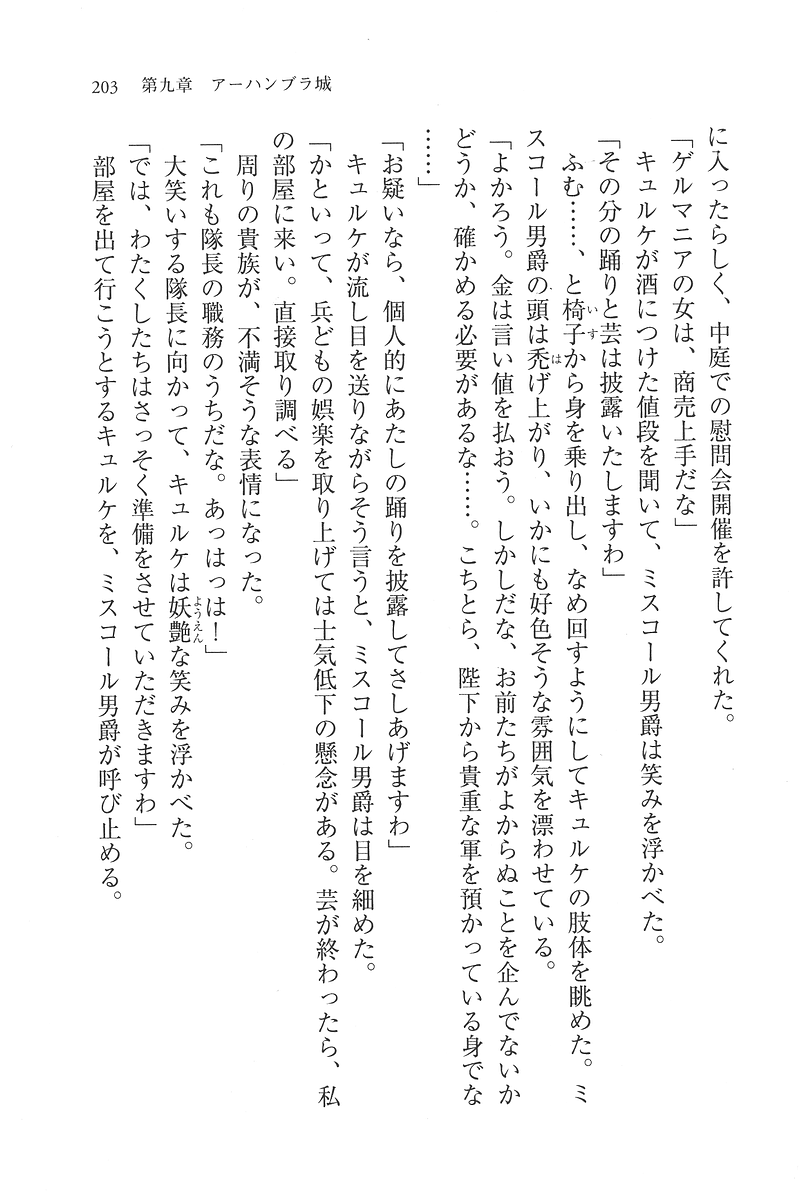 203 第九章 アーハンブラ城
に入ったらしく、中庭での慰問会開催を許してくれた。
「ゲルマニアの女は、商売上手だな」
キュルケが酒につけた値段を聞いて、ミスコール男爵は笑みを浮かべた。
「その分の踊りと芸は披露いたしますわ」
ふむ……、と椅子から身を乗り出し、なめ回すようにしてキュルケの肢体を眺めた。ミ
スコール男爵の頭は禿げ上がり、いかにも好色そうな雰囲気を漂わせている。
「よかろう。金は言い値を払おう。しかしだな、お前たちがよからぬことを企んでないか
どうか、確かめる必要があるな……。こちとら、陛下から貴重な軍を預かっている身でな
……」
「お疑いなら、個人的にあたしの踊りを披露してさしあげますわ」
キュルケが流し目を送りながらそう言うと、ミスコール男爵は目を細めた。
「かといって、兵どもの娯楽を取り上げては士気低下の懸念がある。芸が終わったら、私
の部屋に来い。直接取り調べる」
周りの貴族が、不満そうな表情になった。
「これも隊長の職務のうちだな。あっはっは！」
大笑いする隊長に向かって、キュルケは妖艶な笑みを浮かべた。
「では、わたくしたちはさっそく準備をさせていただきますわ」
部屋を出て行こうとするキュルケを、ミスコール男爵が呼び止める。
いす
は
ようえん